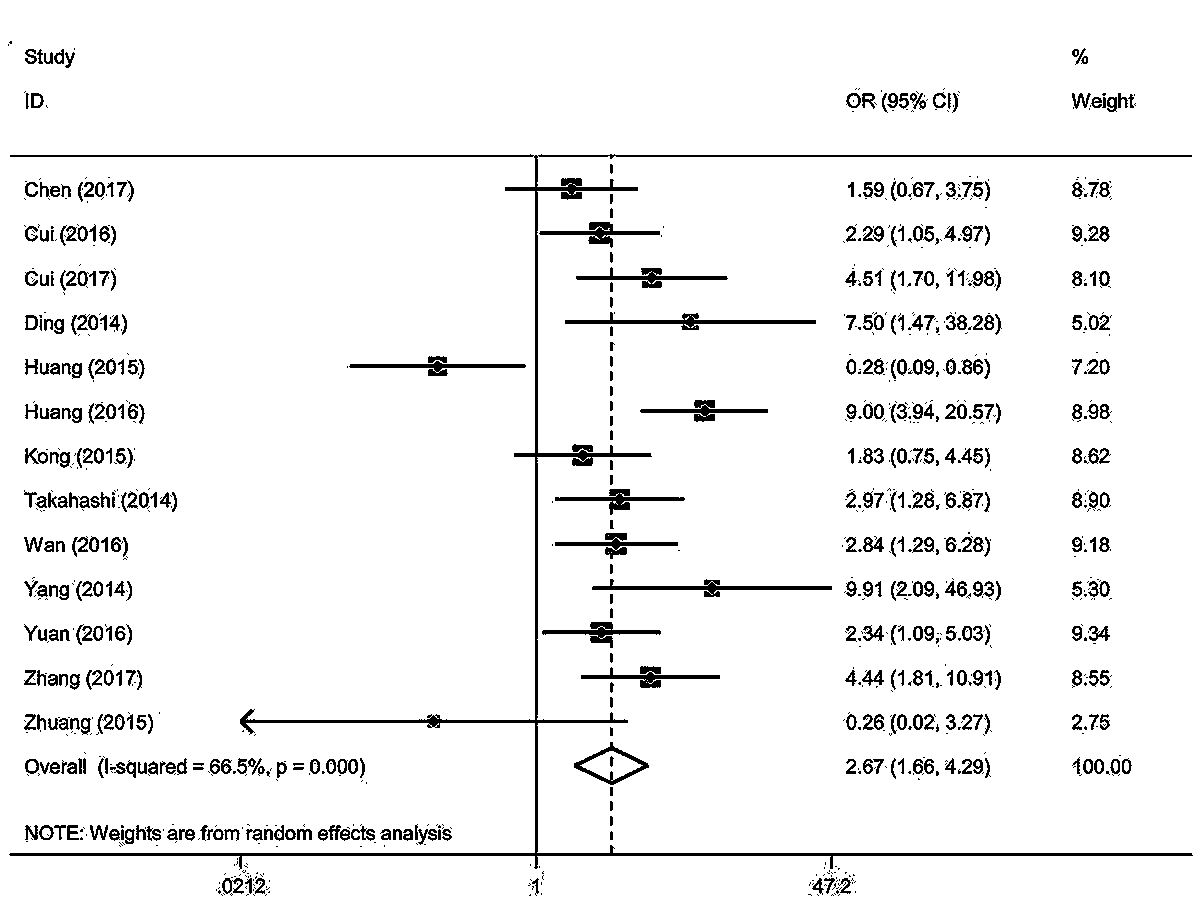 Study %
ID OR (95% CI) Weight
Chen (2017) 1.59 (0.67, 3.75) 8.78
Cui (2016) 2.29 (1.05, 4.97) 9.28
Cui (2017) 4.51 (1.70, 11.98) 8.10
Ding (2014) 7.50 (1.47, 38.28) 5.02
Huang (2015) 0.28 (0.09, 0.86) 7.20
Huang (2016) 9.00 (3.94, 20.57) 8.98
Kong (2015) 1.83 (0.75, 4.45) 8.62
Takahashi (2014) 2.97 (1.28, 6.87) 8.90
Wan (2016) 2.84 (1.29, 6.28) 9.18
Yang (2014) 9.91 (2.09, 46.93) 5.30
Yuan (2016) 2.34 (1.09, 5.03) 9.34
Zhang (2017) 4.44 (1.81, 10.91) 8.55
Zhuang (2015) 0.26 (0.02, 3.27) 2.75
Overall (I-squared = 66.5%, p = 0.000) 2.67 (1.66, 4.29) 100.00
NOTE: Weights are from random effects analysis
.0212 1 47.2